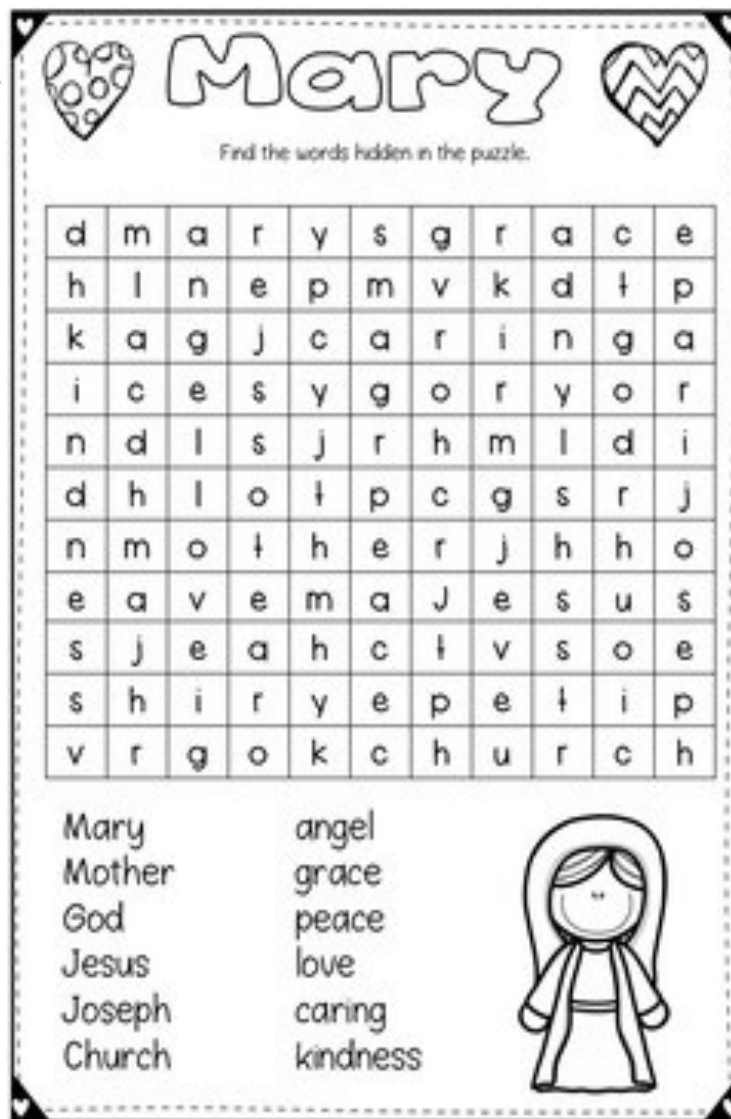 Mary
Find the words hidden in the puzzle.
d m a r y s g r a c e
h l n e p m v k d t p
k a g j c a r i n g a
i c e s y g o r y o r
n d l s j r h m l d i
d h l o t p c g s r j
n m o t h e r j h h o
e a v e m a J e s u s
s j e a h c t v s o e
s h i r y e p e t i p
v r g o k c h u r c h
Mary angel
Mother grace
God peace
Jesus love
Joseph caring
Church kindness